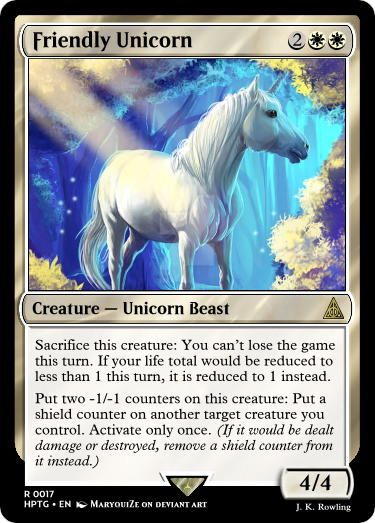 Friendly Unicorn 2
Creature — Unicorn Beast
Sacrifice this creature: You can't lose the game
this turn. If your life total would be reduced to
less than 1 this turn, it is reduced to 1 instead.
Put two -1/-1 counters on this creature: Put a
shield counter on another target creature you
control. Activate only once. (If it would be dealt
damage or destroyed, remove a shield counter from
it instead.)
4/4
R 0017
HPTG • EN MaryquiZe on deviant art
J. K. Rowling